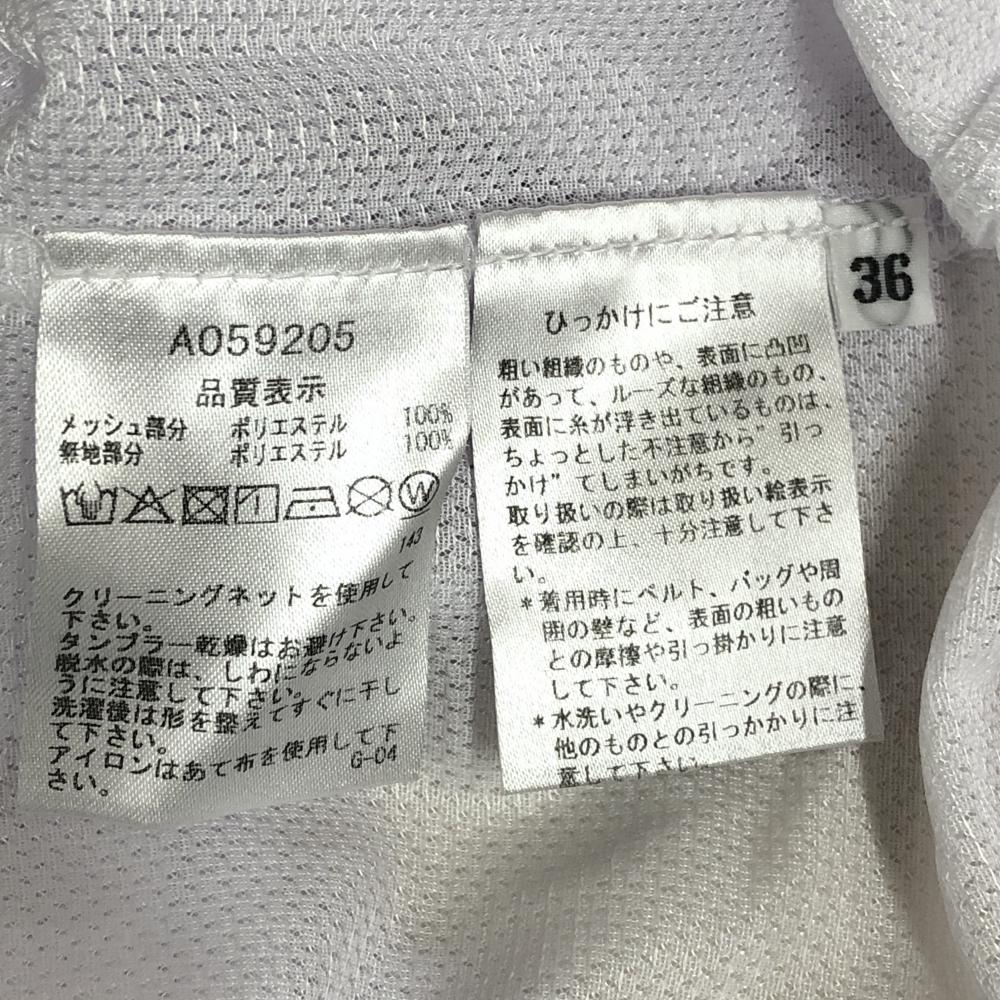 A059205
品質表示
メッシュ部分 ポリエステル 100%
無地部分 ポリエステル 100%
W
143
クリーニングネットを使用して
下さい。
タンブラー乾燥はお避け下さい。
脱水の際は、しわにならないよ
うに注意して下さい。
洗濯後は形を整えてすぐに干し
て下さい。
アイロンはあて布を使用して下
さい。
G-04
ひっかけにご注意
粗い組織のものや、表面に凸凹
があって、ルーズな組織のもの、
表面に糸が浮き出ているものは、
ちょっとした不注意から"引っ
かけ"てしまいがちです。
取り扱いの際は取り扱い絵表示
を確認の上、十分注意して下さ
い。
*着用時にベルト、バッグや周
囲の壁など、表面の粗いもの
との摩擦や引っ掛かりに注意
して下さい。
*水洗いやクリーニングの際に、
他のものとの引っかかりに注
意して下さい。
36